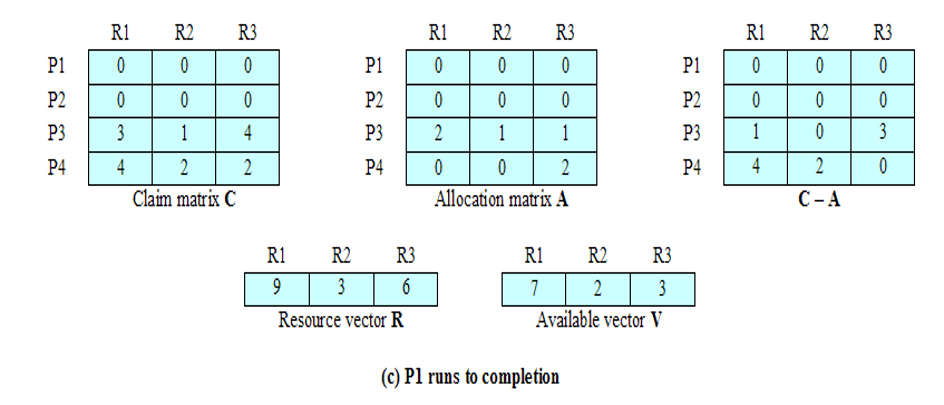 R1 R2 R3 R1 R2 R3 R1 R2 R3
P1 0 0 0 P1 0 0 0 P1 0 0 0
P2 0 0 0 P2 0 0 0 P2 0 0 0
P3 3 1 4 P3 2 1 1 P3 1 0 3
P4 4 2 2 P4 0 0 2 P4 4 2 0
Claim matrix C Allocation matrix A C – A
R1 R2 R3 R1 R2 R3
9 3 6 7 2 3
Resource vector R Available vector V
(c) P1 runs to completion